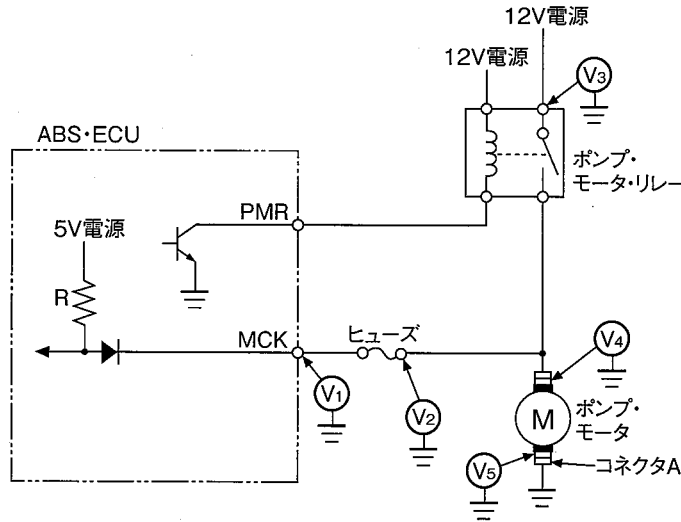 12V電源
12V電源
V3
ABS・ECU
ポンプ・
モータ・リレー
PMR
5V電源
R
MCK
ヒューズ
V1
V2
V4
M
ポンプ・
モータ
V5
コネクタA